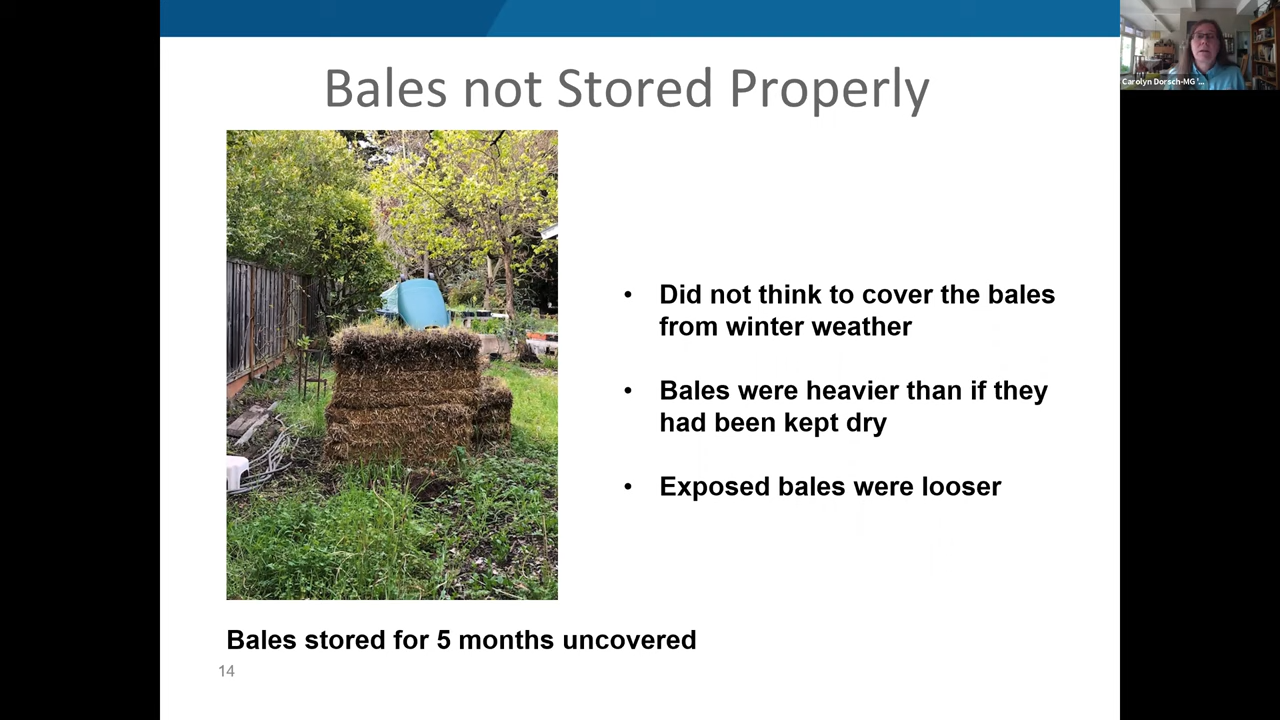 Bales not Stored Properly
Carolyn Dorsch-MG '...
• Did not think to cover the bales
from winter weather
• Bales were heavier than if they
had been kept dry
• Exposed bales were looser
Bales stored for 5 months uncovered
14